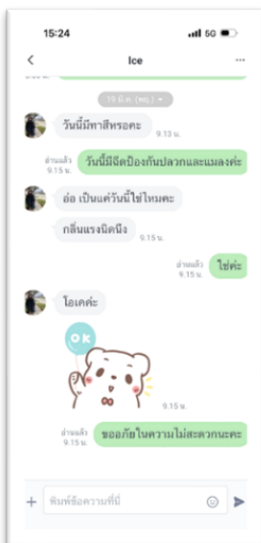 15:24
5G
Ice
วันนี้มีทาสีหรอคะ
9.13 น.
วันนี้มีฉีดป้องกันปลวกและแมลงค่ะ
อ่านแล้ว
9.15 น.
อ่อ เป็นแค่วันนี้ใช่ไหมคะ
กลิ่นแรงนิดนึง
9.15 น.
ใช่ค่ะ
อ่านแล้ว
9.15 น.
โอเคค่ะ
OK
9.15 น.
ขออภัยในความไม่สะดวกนะคะ
อ่านแล้ว
9.15 น.
พิมพ์ข้อความที่นี่